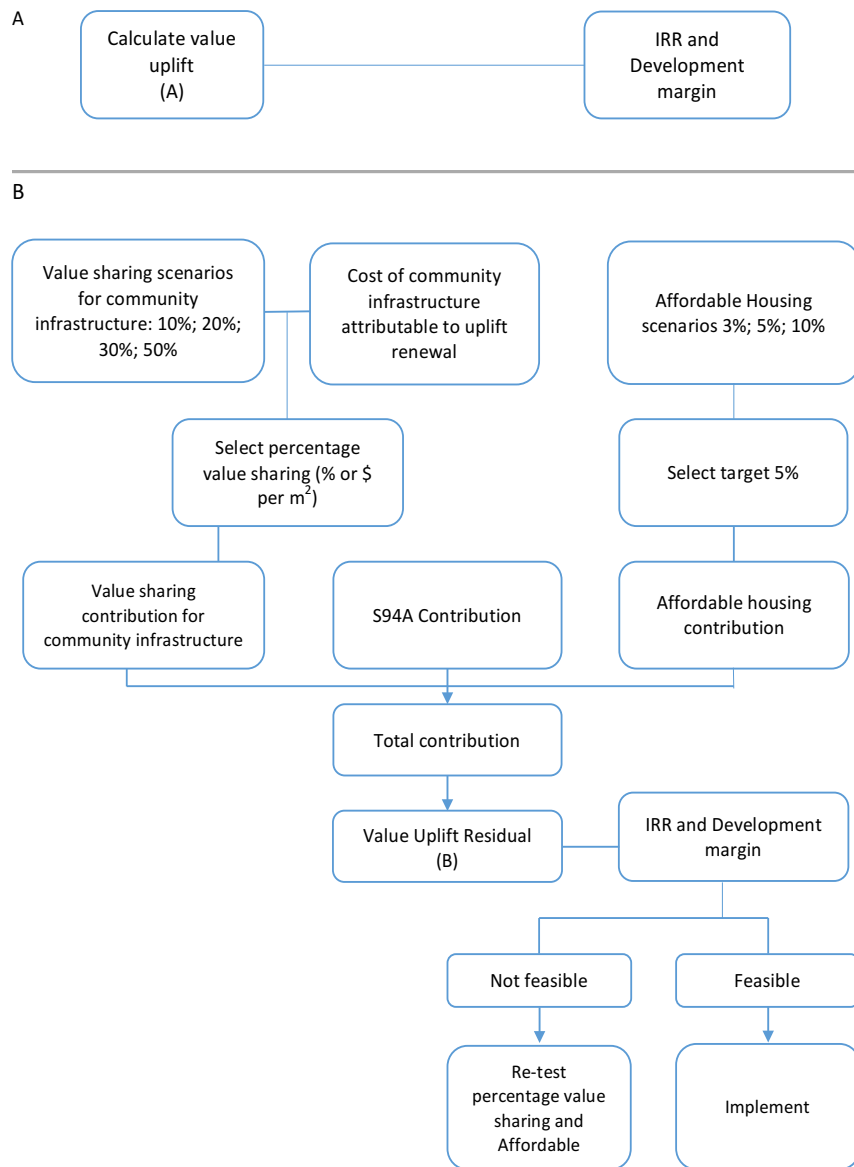 A
Calculate value
uplift
(A)
IRR and
Development
margin
B
Value sharing scenarios
for community
infrastructure: 10%; 20%;
30%; 50%
Cost of community
infrastructure
attributable to uplift
renewal
Affordable Housing
scenarios 3%; 5%; 10%
Select percentage
value sharing (% or $
per m²)
Select target 5%
Value sharing
contribution for
community infrastructure
S94A Contribution
Affordable housing
contribution
Total contribution
Value Uplift Residual
(B)
IRR and Development
margin
Not feasible
Feasible
Re-test
percentage value
sharing and
Affordable
Implement